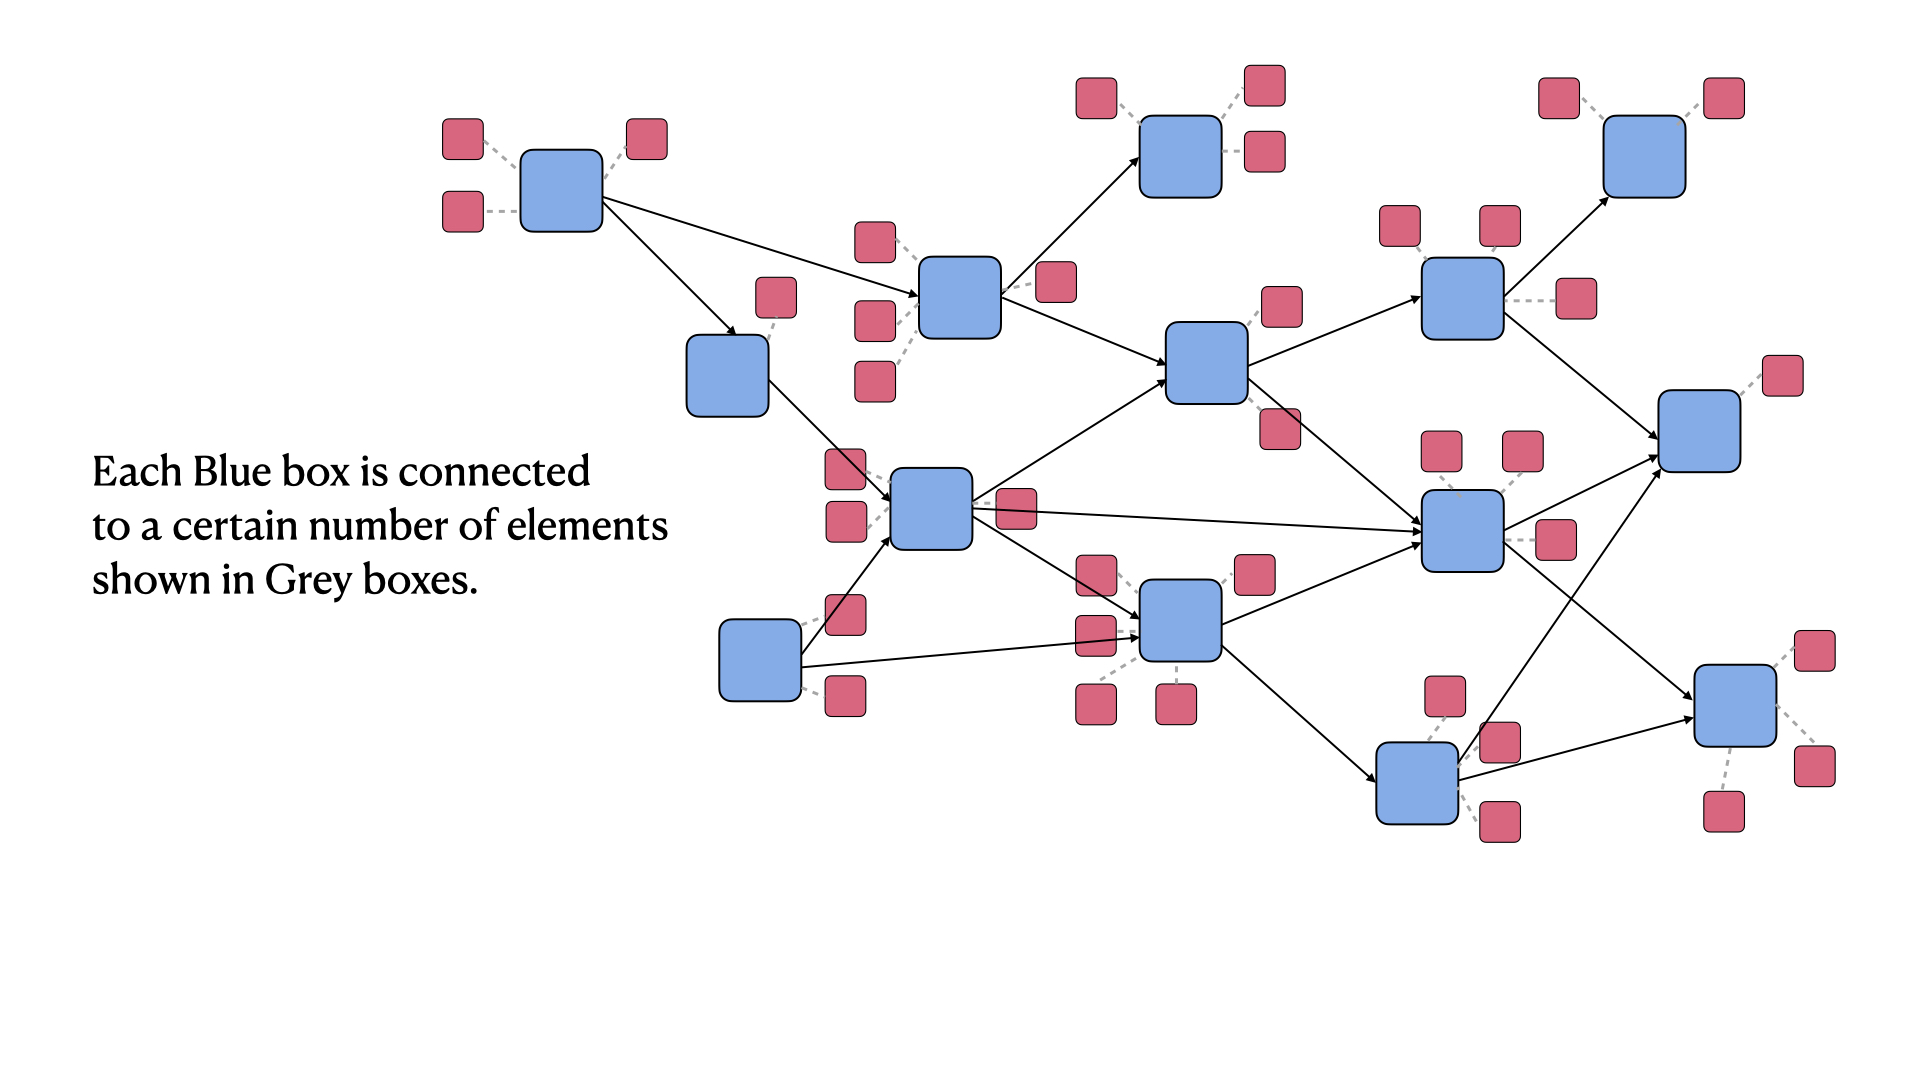 Each Blue box is connected
to a certain number of elements
shown in Grey boxes.